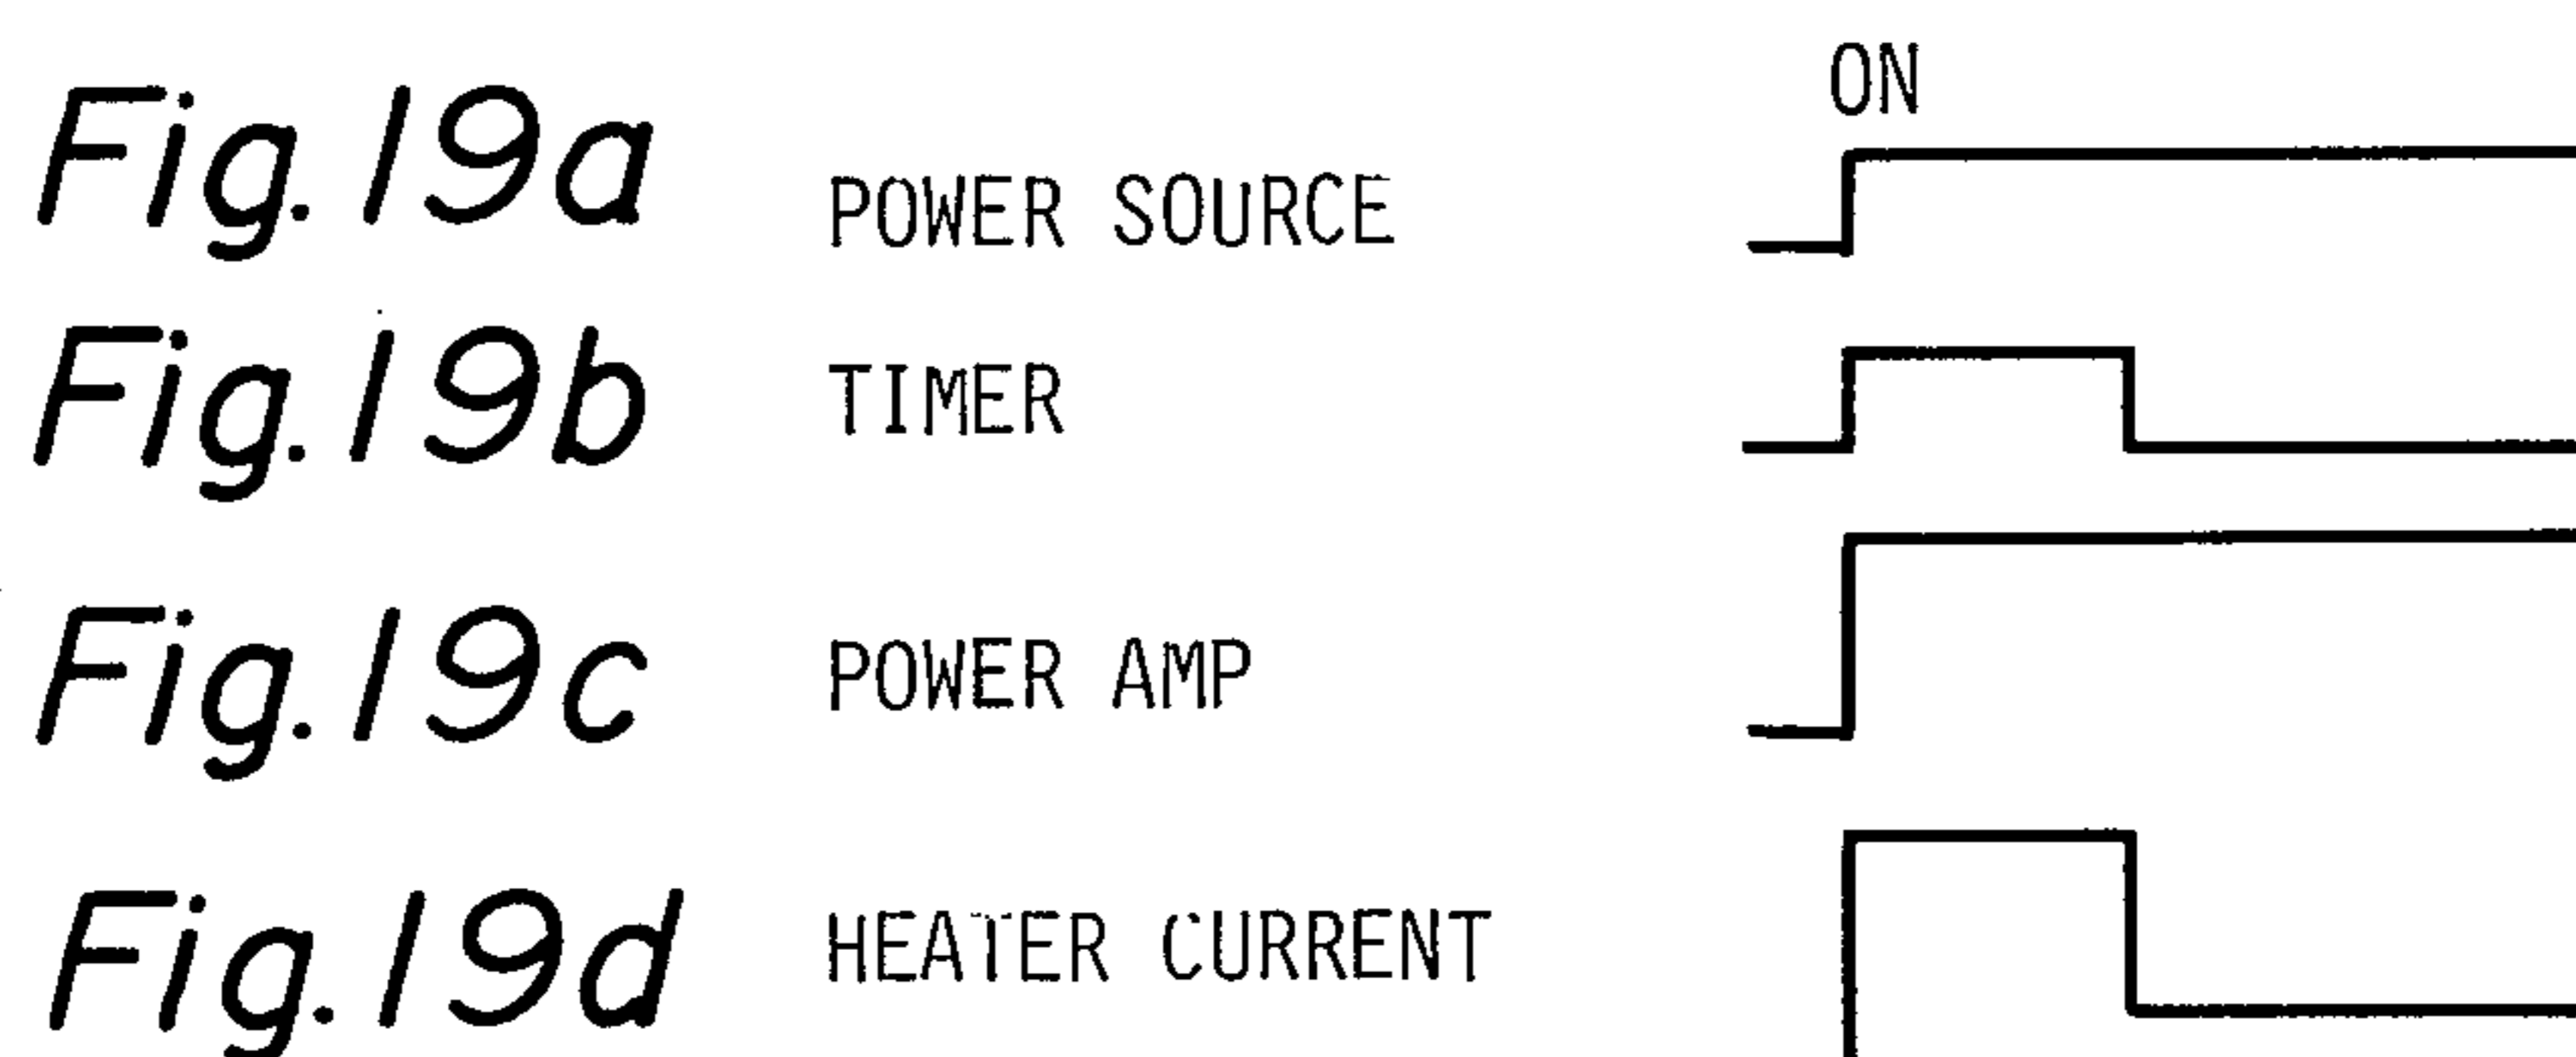 ON
Fig. 19a POWER SOURCE
Fig. 19b TIMER
Fig. 19c POWER AMP
Fig. 19d HEATER CURRENT